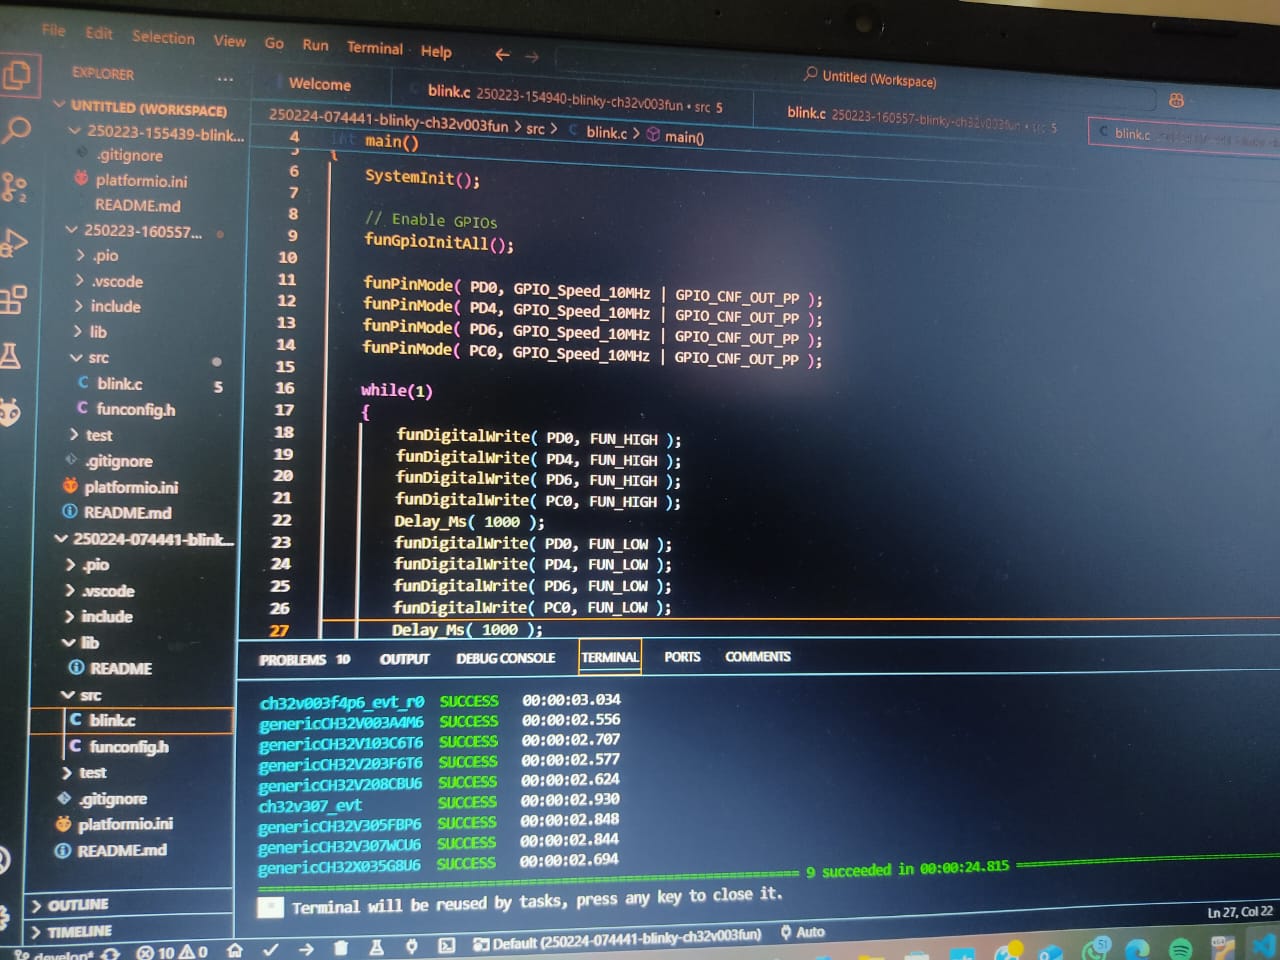 File Edit Selection View Go Run Terminal Help
Untitled (Workspace)
EXPLORER ...
Welcome
blink.c 250223-154940-blinky-ch32v003fun • src 5
blink.c 250223-160557-blinky-ch32v003fun • src 5
blink.c
UNTITLED (WORKSPACE)
250223-155439-blink...
.gitignore
platformio.ini
README.md
250223-160557...
.pio
.vscode
include
lib
src
blink.c 5
funconfig.h
test
.gitignore
platformio.ini
README.md
250224-074441-blink...
.pio
.vscode
include
lib
README
src
blink.c
funconfig.h
test
.gitignore
platformio.ini
README.md
OUTLINE
TIMELINE
250224-074441-blinky-ch32v003fun > src > C blink.c > main()
4 int main()
5 {
6 SystemInit();
7
8 // Enable GPIOs
9 funGpioInitAll();
10
11 funPinMode( PD0, GPIO_Speed_10MHz | GPIO_CNF_OUT_PP );
12 funPinMode( PD4, GPIO_Speed_10MHz | GPIO_CNF_OUT_PP );
13 funPinMode( PD6, GPIO_Speed_10MHz | GPIO_CNF_OUT_PP );
14 funPinMode( PC0, GPIO_Speed_10MHz | GPIO_CNF_OUT_PP );
15
16 while(1)
17 {
18 funDigitalWrite( PD0, FUN_HIGH );
19 funDigitalWrite( PD4, FUN_HIGH );
20 funDigitalWrite( PD6, FUN_HIGH );
21 funDigitalWrite( PC0, FUN_HIGH );
22 Delay_Ms( 1000 );
23 funDigitalWrite( PD0, FUN_LOW );
24 funDigitalWrite( PD4, FUN_LOW );
25 funDigitalWrite( PD6, FUN_LOW );
26 funDigitalWrite( PC0, FUN_LOW );
27 Delay_Ms( 1000 );
PROBLEMS 10 OUTPUT DEBUG CONSOLE TERMINAL PORTS COMMENTS
ch32v003f4p6_evt_r0 SUCCESS 00:00:03.034
genericCH32V003A4M6 SUCCESS 00:00:02.556
genericCH32V103C6T6 SUCCESS 00:00:02.707
genericCH32V203F6T6 SUCCESS 00:00:02.577
genericCH32V208CBU6 SUCCESS 00:00:02.624
ch32v307_evt SUCCESS 00:00:02.930
genericCH32V305FBP6 SUCCESS 00:00:02.848
genericCH32V307WCU6 SUCCESS 00:00:02.844
genericCH32X035G8U6 SUCCESS 00:00:02.694
9 succeeded in 00:00:24.815
* Terminal will be reused by tasks, press any key to close it.
Ln 27, Col 22
develop* 10 0 Default (250224-074441-blinky-ch32v003fun) Auto
51